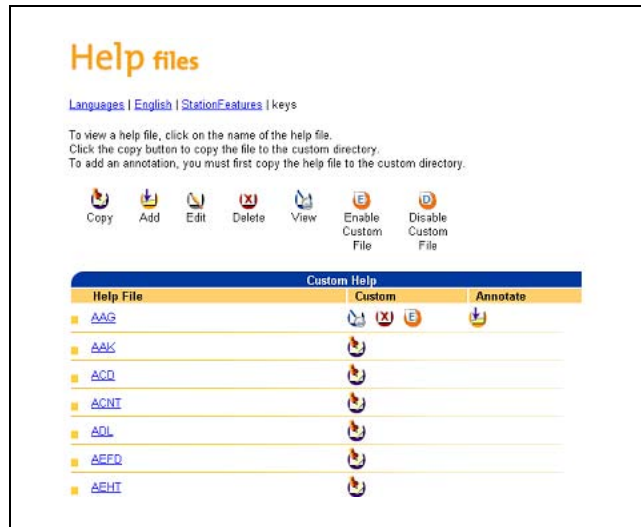 Help files
Languages | English | StationFeatures | keys
To view a help file, click on the name of the help file.
Click the copy button to copy the file to the custom directory.
To add an annotation, you must first copy the help file to the custom directory.
Copy Add Edit Delete View Enable Custom File Disable Custom File
Custom Help
Help File Custom Annotate
AAG
AAK
ACD
ACNT
ADL
AEFD
AEHT